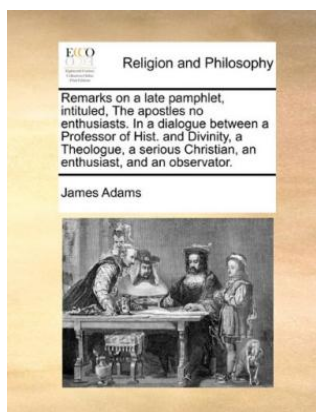 ECCO
Religion and Philosophy
Remarks on a late pamphlet,
intituled, The apostles no
enthusiasts. In a dialogue between a
Professor of Hist. and Divinity, a
Theologue, a serious Christian, an
enthusiast, and an observator.
James Adams